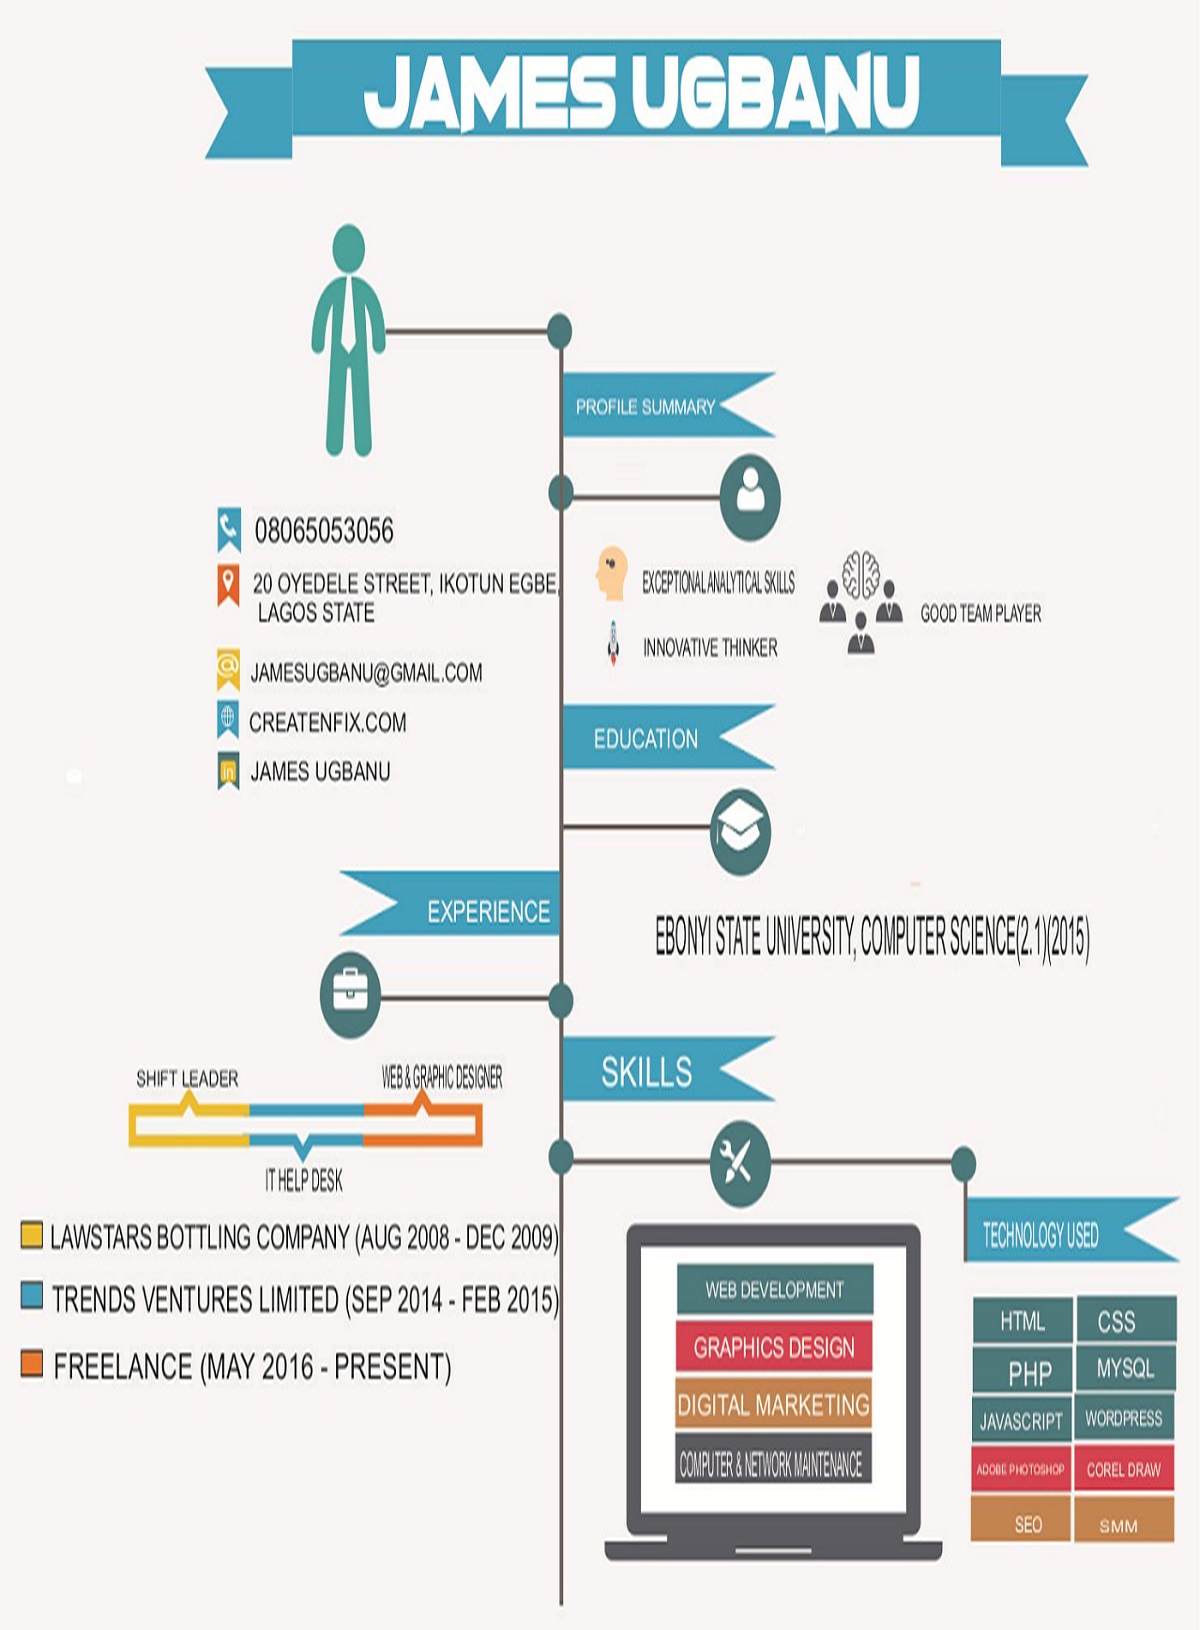 JAMES UGBANU
PROFILE SUMMARY
08065053056
20 OYEDELE STREET, IKOTUN EGBE,
LAGOS STATE
JAMESUGBANU@GMAIL.COM
CREATENFIX.COM
in JAMES UGBANU
EXCEPTIONAL ANALYTICAL SKILLS
INNOVATIVE THINKER
GOOD TEAM PLAYER
EDUCATION
EBONYI STATE UNIVERSITY, COMPUTER SCIENCE(2.1)(2015)
EXPERIENCE
SHIFT LEADER
WEB & GRAPHIC DESIGNER
IT HELP DESK
LAWSTARS BOTTLING COMPANY (AUG 2008 - DEC 2009)
TRENDS VENTURES LIMITED (SEP 2014 - FEB 2015)
FREELANCE (MAY 2016 - PRESENT)
SKILLS
WEB DEVELOPMENT
GRAPHICS DESIGN
DIGITAL MARKETING
COMPUTER & NETWORK MAINTENANCE
TECHNOLOGY USED
HTML CSS
PHP MYSQL
JAVASCRIPT WORDPRESS
ADOBE PHOTOSHOP COREL DRAW
SEO SMM